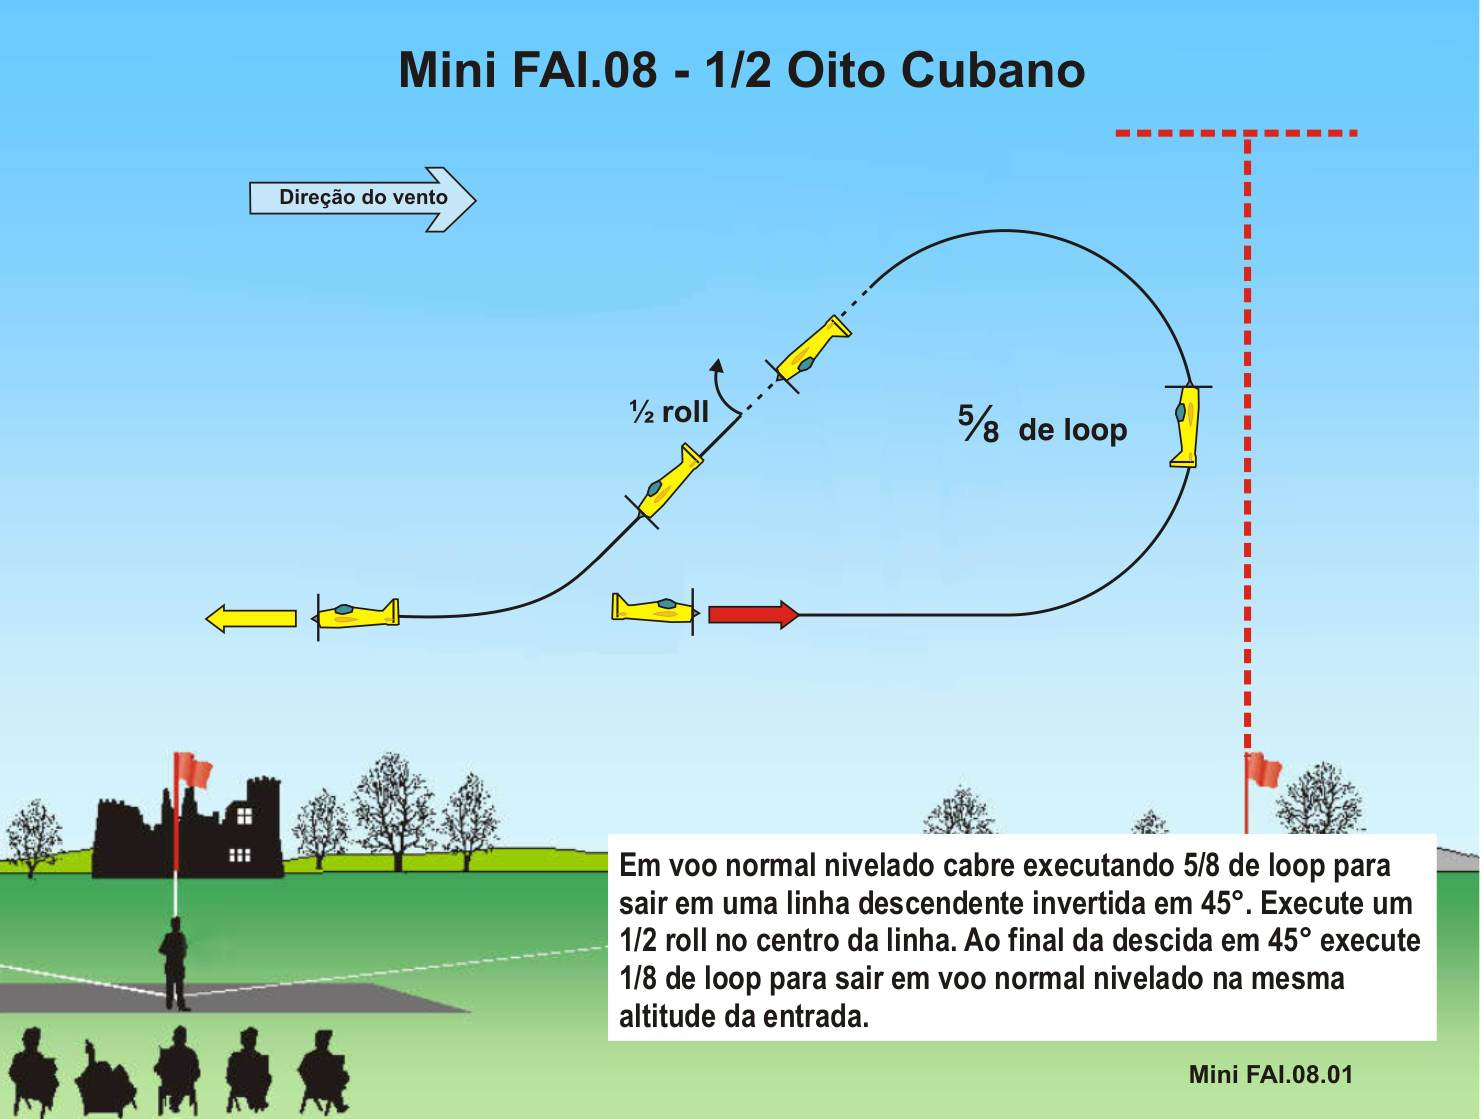 Mini FAI.08 - 1/2 Oito Cubano
Direção do vento
½ roll
⅝ de loop
Em voo normal nivelado cabre executando 5/8 de loop para
sair em uma linha descendente invertida em 45°. Execute um
1/2 roll no centro da linha. Ao final da descida em 45° execute
1/8 de loop para sair em voo normal nivelado na mesma
altitude da entrada.
Mini FAI.08.01